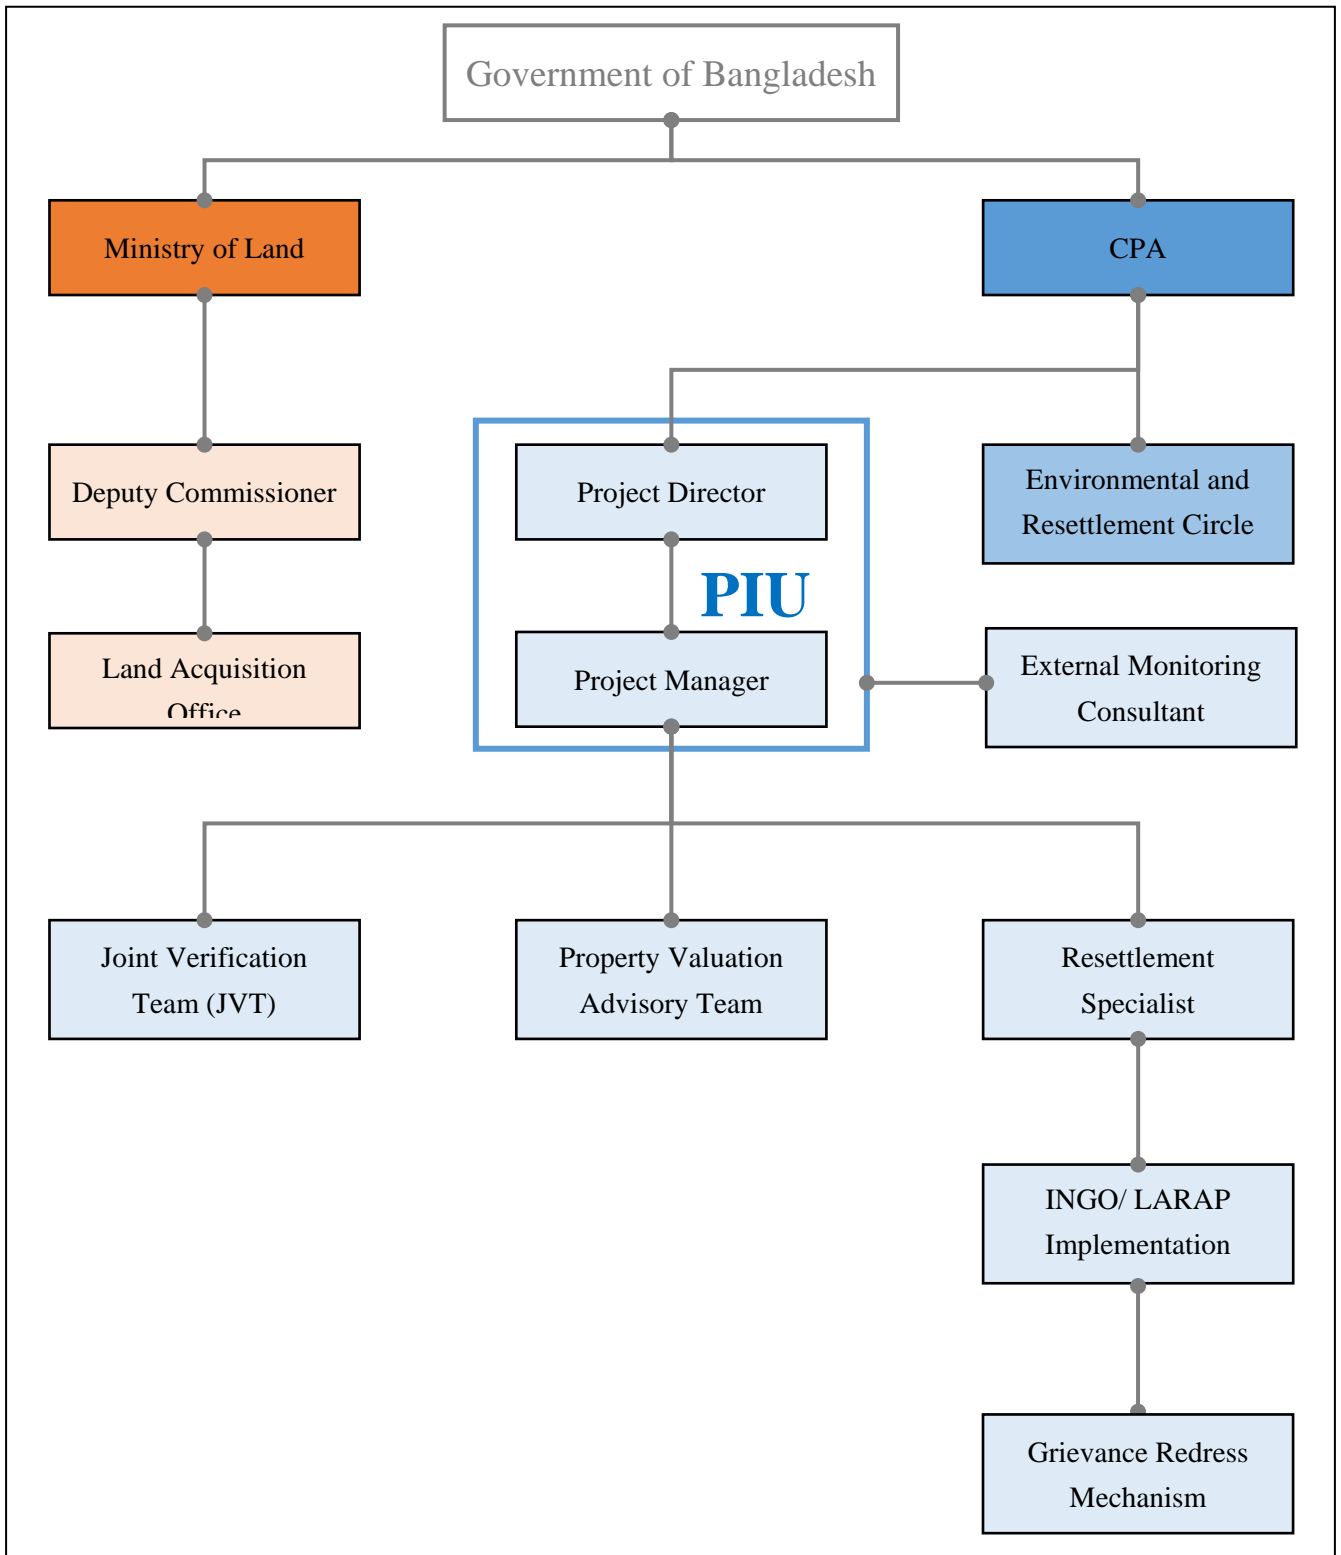 Government of Bangladesh
Ministry of Land
CPA
Deputy Commissioner
Project Director
Environmental and
Resettlement Circle
PIU
Land Acquisition
Office
Project Manager
External Monitoring
Consultant
Joint Verification
Team (JVT)
Property Valuation
Advisory Team
Resettlement
Specialist
INGO/ LARAP
Implementation
Grievance Redress
Mechanism